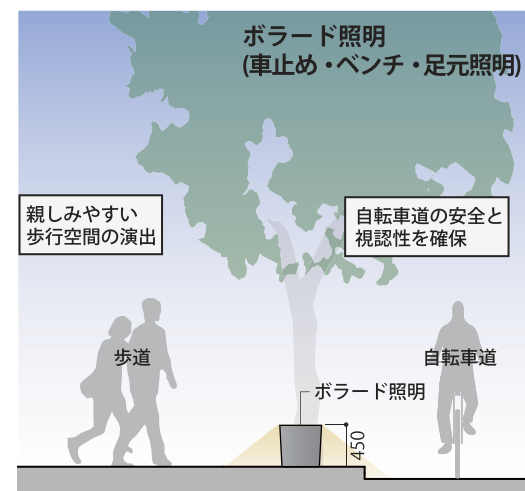 ボラード照明
(車止め・ベンチ・足元照明)
親しみやすい
歩行空間の演出
自転車道の安全と
視認性を確保
歩道
自転車道
ボラード照明
450